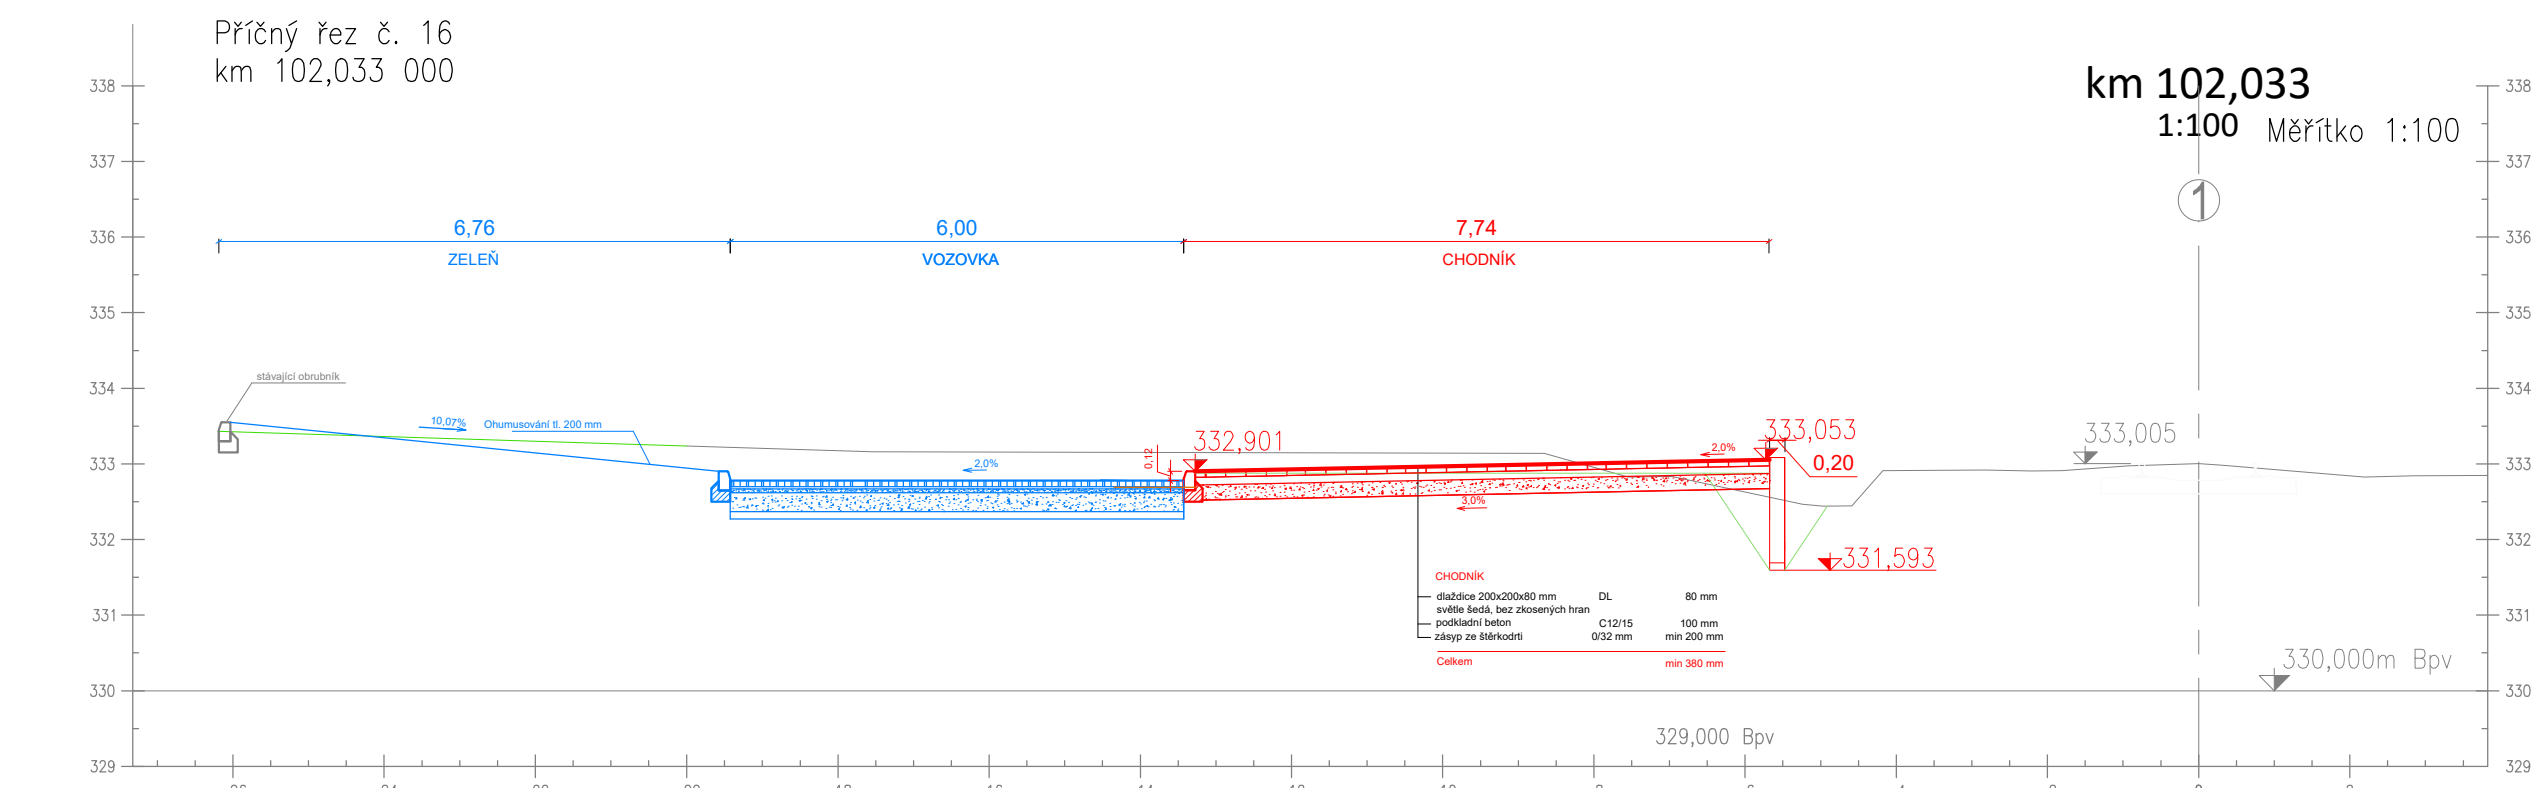 Příčný řez č. 16
km 102,033 000
km 102,033
1:100 Měřítko 1:100
1
338
337
336
335
334
333
332
331
330
329
338
337
336
335
334
333
332
331
330
329
6,76
ZELEŇ
6,00
VOZOVKA
7,74
CHODNÍK
stávající obrubník
10,07%
Ohumusování tl. 200 mm
2,0%
0,12
332,901
2,0%
333,053
0,20
3,0%
331,593
333,005
CHODNÍK
dlaždice 200x200x80 mm DL 80 mm
světle šedá, bez zkosených hran
podkladní beton C12/15 100 mm
zásyp ze štěrkodrti 0/32 mm min 200 mm
Celkem min 380 mm
330,000m Bpv
329,000 Bpv